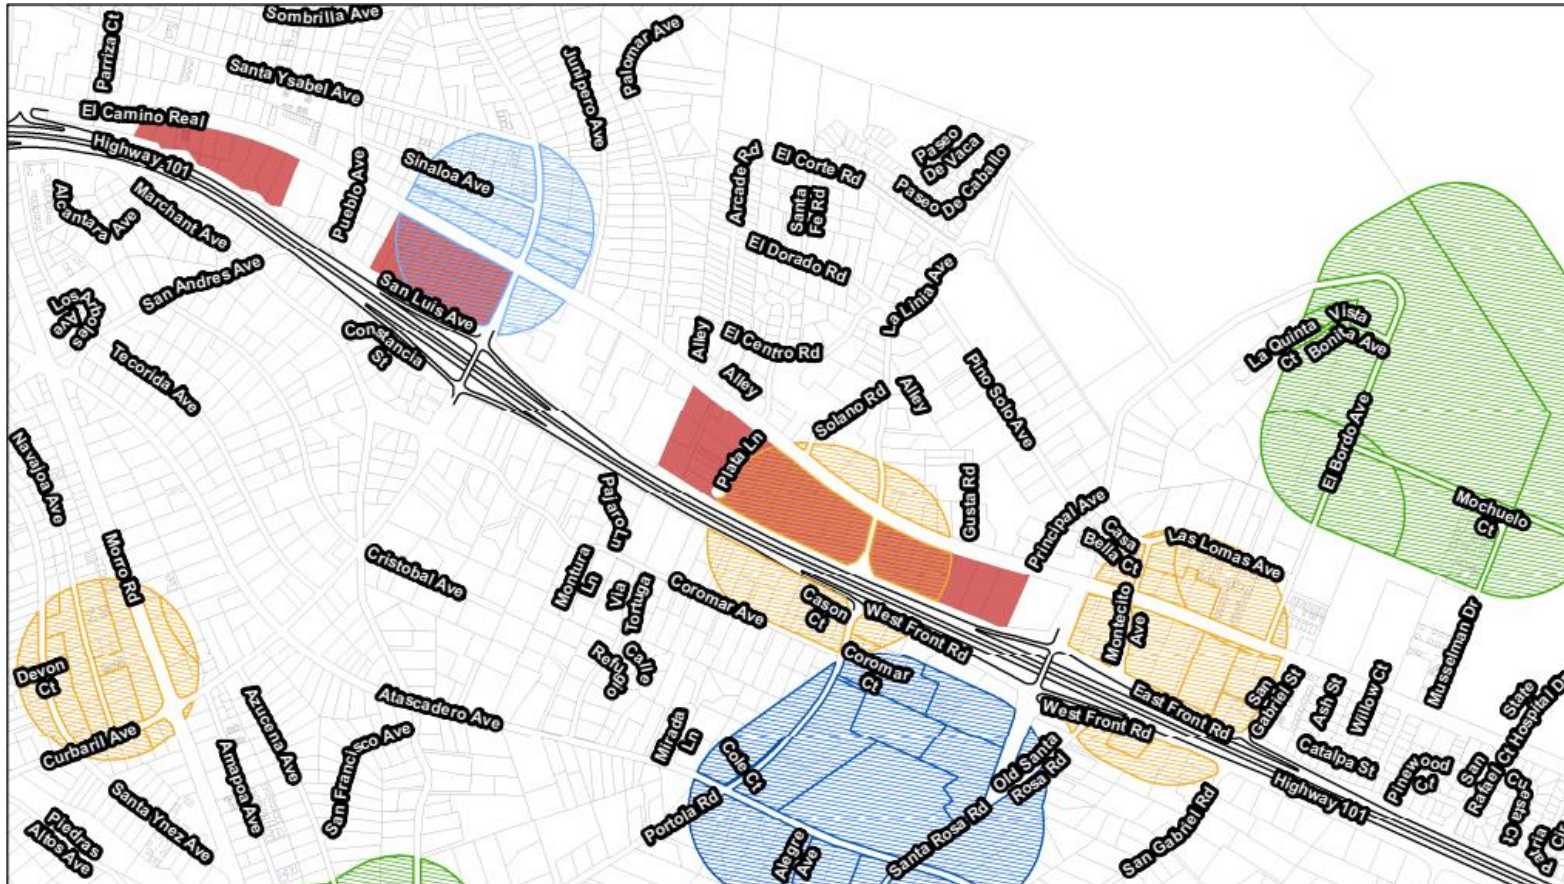 Sombrilla Ave
Parriza Ct
Palomar Ave
Junipero Ave
Santa Ysabel Ave
El Camino Real
Highway 101
Sinaloa Ave
Pueblo Ave
Arcade Rd
El Corte Rd
Paseo
De Vaca
Paseo
De Caballo
Santa
Fe Rd
Alcantara Ave
Marchant Ave
El Dorado Rd
San Andres Ave
La Linia Ave
San Luis Ave
Los Arboles
Ave
Constancia
St
Alley
El Centro Rd
Alley
Vista
Bonita Ave
La Quinta
Ct
Tecorida Ave
Solano Rd
Alley
Pino Solo Ave
Plata Ln
El Bordo Ave
Navajoa Ave
Gusta Rd
Pajaro Ln
Principal Ave
Mochuelo
Ct
Casa
Bella Ct
Las Lomas Ave
Morro Rd
Cristobal Ave
Montura
Ln
Via
Tortuga
Coromar Ave
Cason
Ct
West Front Rd
Montecito
Ave
Musselman Dr
Calle
Refugio
Coromar
Ct
Devon
Ct
San
Gabriel St
Ash St
Willow Ct
State
Hospital Dr
Atascadero Ave
Azucena Ave
East Front Rd
West Front Rd
Mirada
Ln
Cole Ct
Curbaril Ave
San Francisco Ave
Old Santa
Rosa Rd
Catalpa St
Pinewood
Ct
San
Rafael Ct
Cuesta Ct
Amapoa Ave
Highway 101
Santa Ynez Ave
Portola Rd
Santa Rosa Rd
San Gabriel Rd
Piedras
Altos Ave
Alegre
Ave